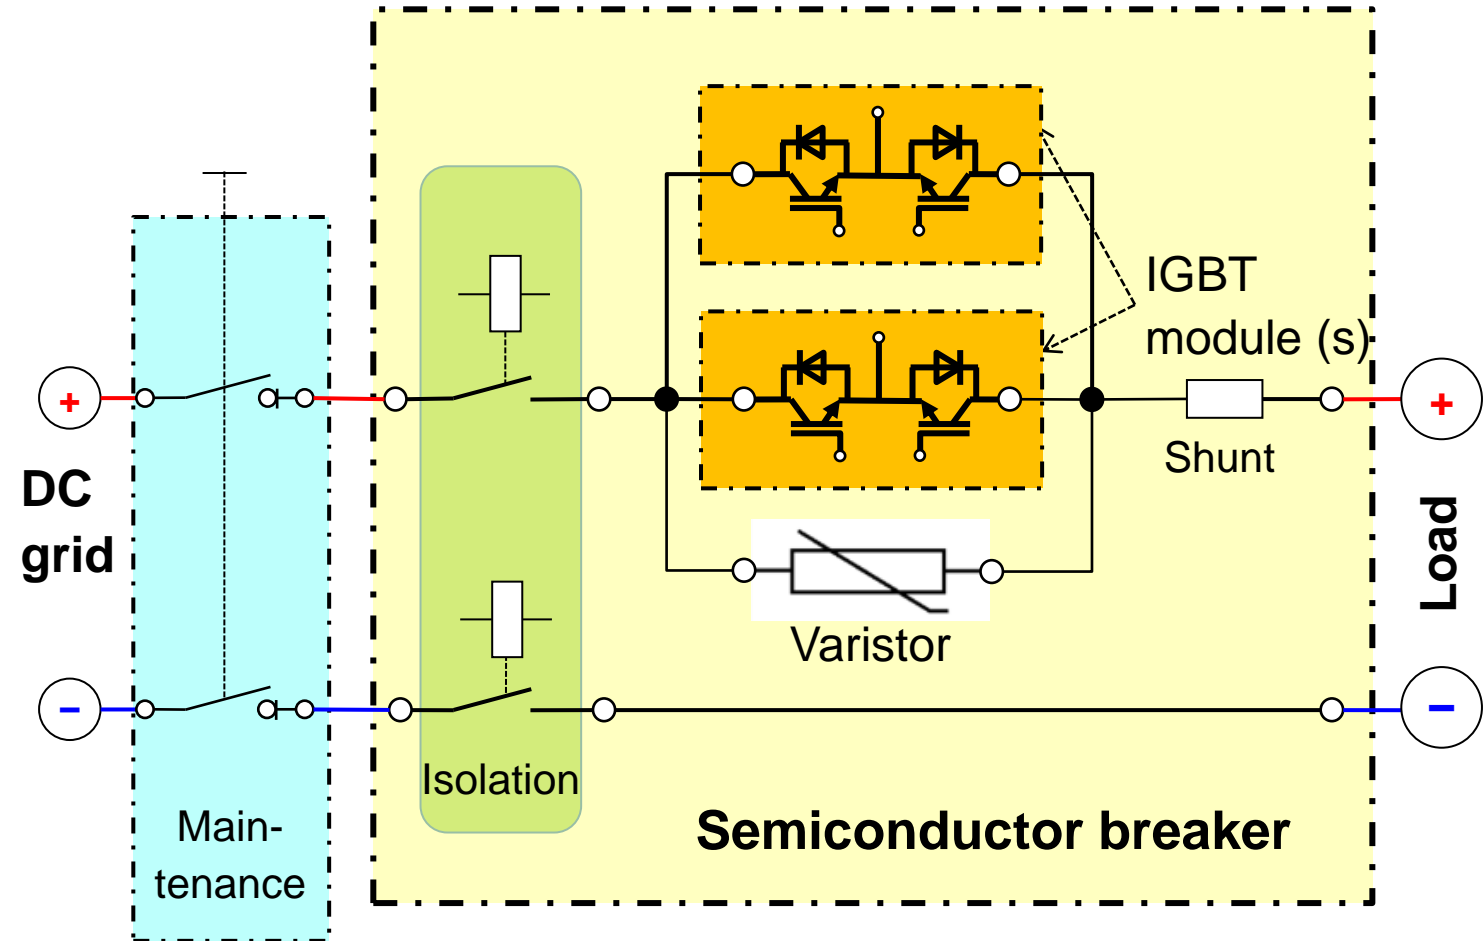 IGBT
module (s)
+
+
Shunt
DC
grid
Load
Varistor
−
−
Isolation
Main-
tenance
Semiconductor breaker